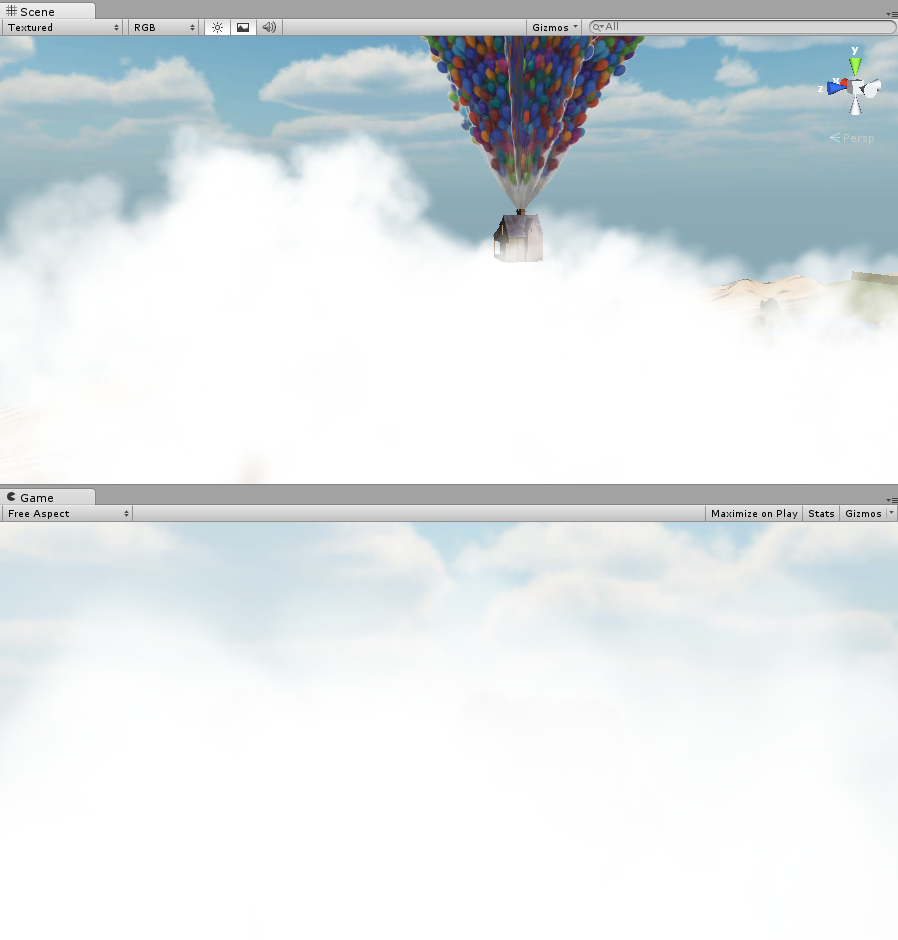 Scene
Textured RGB Gizmos All
y
x
z
Persp
Game
Free Aspect Maximize on Play Stats Gizmos